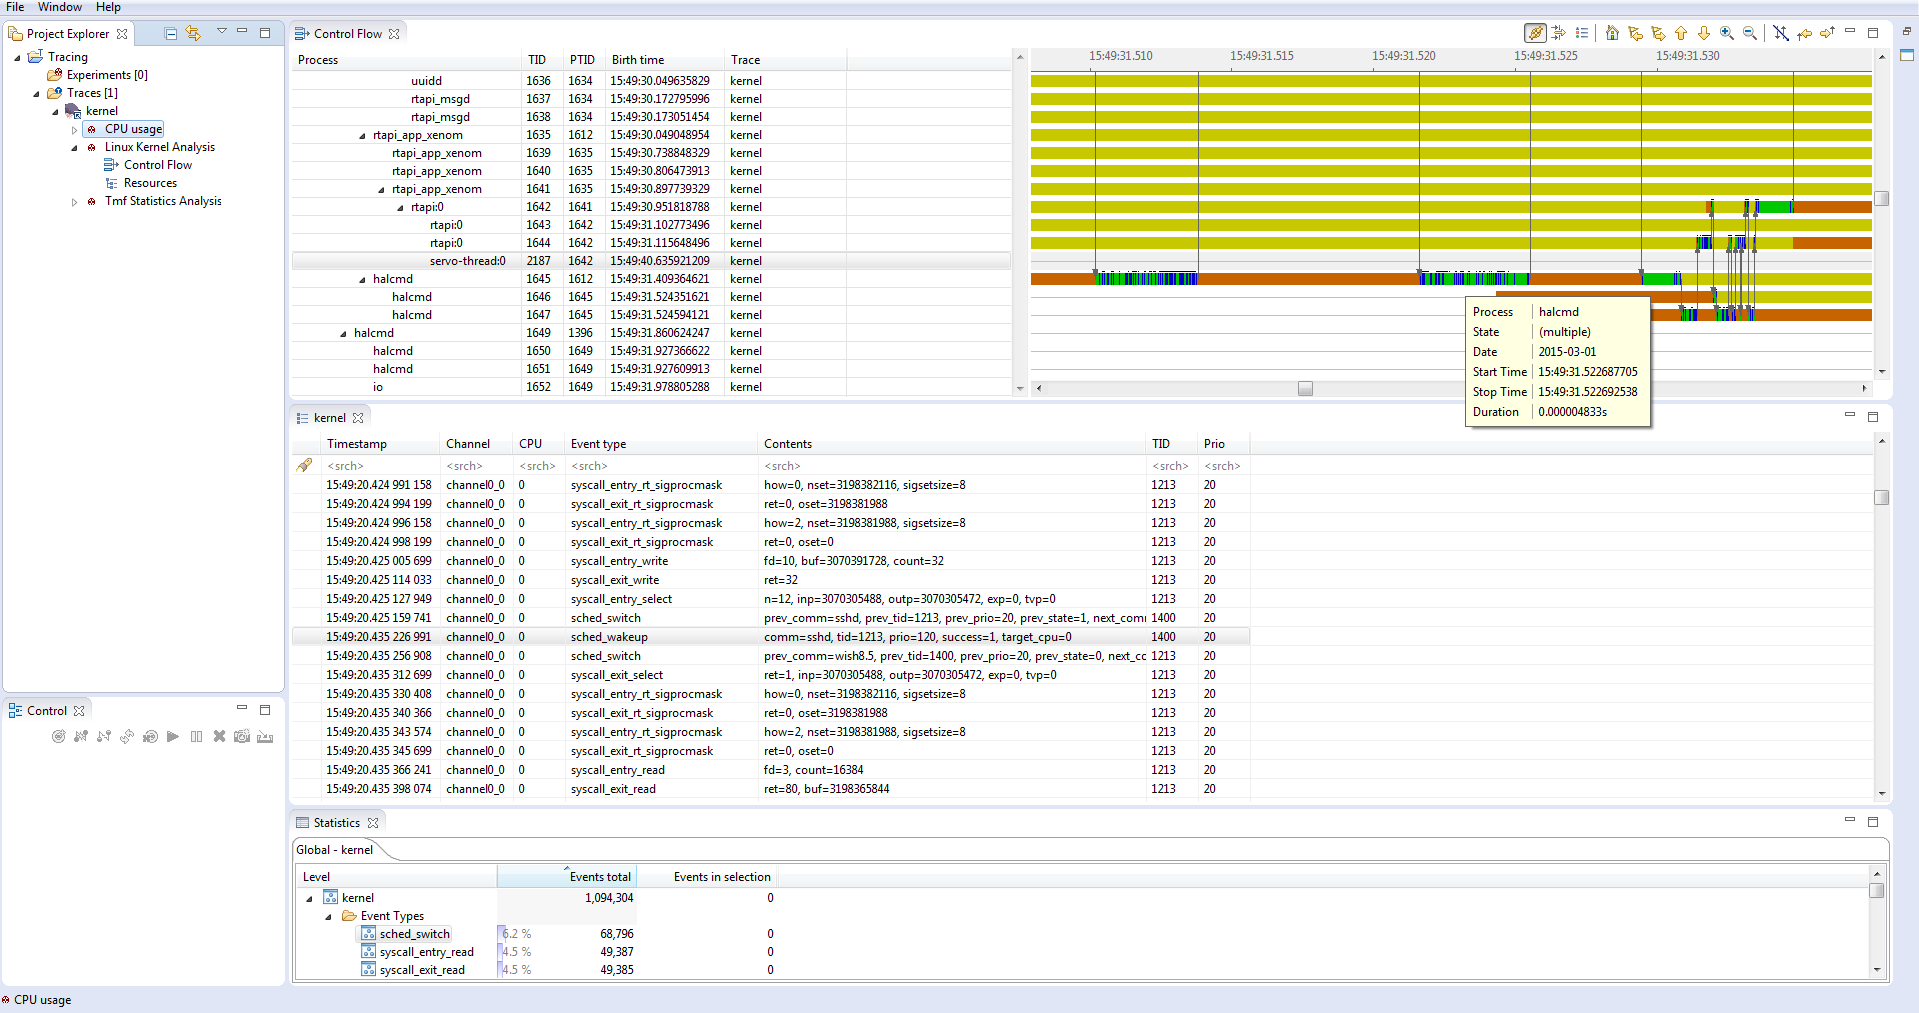 File Window Help
Project Explorer
Tracing
Experiments [0]
Traces [1]
kernel
CPU usage
Linux Kernel Analysis
Control Flow
Resources
Tmf Statistics Analysis
Control
Control Flow
Process TID PTID Birth time Trace
uuidd 1636 1634 15:49:30.049635829 kernel
rtapi_msgd 1637 1634 15:49:30.172795996 kernel
rtapi_msgd 1638 1634 15:49:30.173051454 kernel
rtapi_app_xenom 1635 1612 15:49:30.049048954 kernel
rtapi_app_xenom 1639 1635 15:49:30.738848329 kernel
rtapi_app_xenom 1640 1635 15:49:30.806473913 kernel
rtapi_app_xenom 1641 1635 15:49:30.897739329 kernel
rtapi:0 1642 1641 15:49:30.951818788 kernel
rtapi:0 1643 1642 15:49:31.102773496 kernel
rtapi:0 1644 1642 15:49:31.115648496 kernel
servo-thread:0 2187 1642 15:49:40.635921209 kernel
halcmd 1645 1612 15:49:31.409364621 kernel
halcmd 1646 1645 15:49:31.524351621 kernel
halcmd 1647 1645 15:49:31.524594121 kernel
halcmd 1649 1396 15:49:31.860624247 kernel
halcmd 1650 1649 15:49:31.927366622 kernel
halcmd 1651 1649 15:49:31.927609913 kernel
io 1652 1649 15:49:31.978805288 kernel
15:49:31.510 15:49:31.515 15:49:31.520 15:49:31.525 15:49:31.530
Process halcmd
State (multiple)
Date 2015-03-01
Start Time 15:49:31.522687705
Stop Time 15:49:31.522692538
Duration 0.000004833s
kernel
Timestamp Channel CPU Event type Contents TID Prio
<srch> <srch> <srch> <srch> <srch> <srch> <srch>
15:49:20.424 991 158 channel0_0 0 syscall_entry_rt_sigprocmask how=0, nset=3198382116, sigsetsize=8 1213 20
15:49:20.424 994 199 channel0_0 0 syscall_exit_rt_sigprocmask ret=0, oset=3198381988 1213 20
15:49:20.424 996 158 channel0_0 0 syscall_entry_rt_sigprocmask how=2, nset=3198381988, sigsetsize=8 1213 20
15:49:20.424 998 199 channel0_0 0 syscall_exit_rt_sigprocmask ret=0, oset=0 1213 20
15:49:20.425 005 699 channel0_0 0 syscall_entry_write fd=10, buf=3070391728, count=32 1213 20
15:49:20.425 114 033 channel0_0 0 syscall_exit_write ret=32 1213 20
15:49:20.425 127 949 channel0_0 0 syscall_entry_select n=12, inp=3070305488, outp=3070305472, exp=0, tvp=0 1213 20
15:49:20.425 159 741 channel0_0 0 sched_switch prev_comm=sshd, prev_tid=1213, prev_prio=20, prev_state=1, next_comm 1400 20
15:49:20.435 226 991 channel0_0 0 sched_wakeup comm=sshd, tid=1213, prio=120, success=1, target_cpu=0 1400 20
15:49:20.435 256 908 channel0_0 0 sched_switch prev_comm=wish8.5, prev_tid=1400, prev_prio=20, prev_state=0, next_co 1213 20
15:49:20.435 312 699 channel0_0 0 syscall_exit_select ret=1, inp=3070305488, outp=3070305472, exp=0, tvp=0 1213 20
15:49:20.435 330 408 channel0_0 0 syscall_entry_rt_sigprocmask how=0, nset=3198382116, sigsetsize=8 1213 20
15:49:20.435 340 366 channel0_0 0 syscall_exit_rt_sigprocmask ret=0, oset=3198381988 1213 20
15:49:20.435 343 574 channel0_0 0 syscall_entry_rt_sigprocmask how=2, nset=3198381988, sigsetsize=8 1213 20
15:49:20.435 345 699 channel0_0 0 syscall_exit_rt_sigprocmask ret=0, oset=0 1213 20
15:49:20.435 366 241 channel0_0 0 syscall_entry_read fd=3, count=16384 1213 20
15:49:20.435 398 074 channel0_0 0 syscall_exit_read ret=80, buf=3198365844 1213 20
Statistics
Global - kernel
Level Events total Events in selection
kernel 1,094,304 0
Event Types
sched_switch 6.2 % 68,796 0
syscall_entry_read 4.5 % 49,387 0
syscall_exit_read 4.5 % 49,385 0
CPU usage